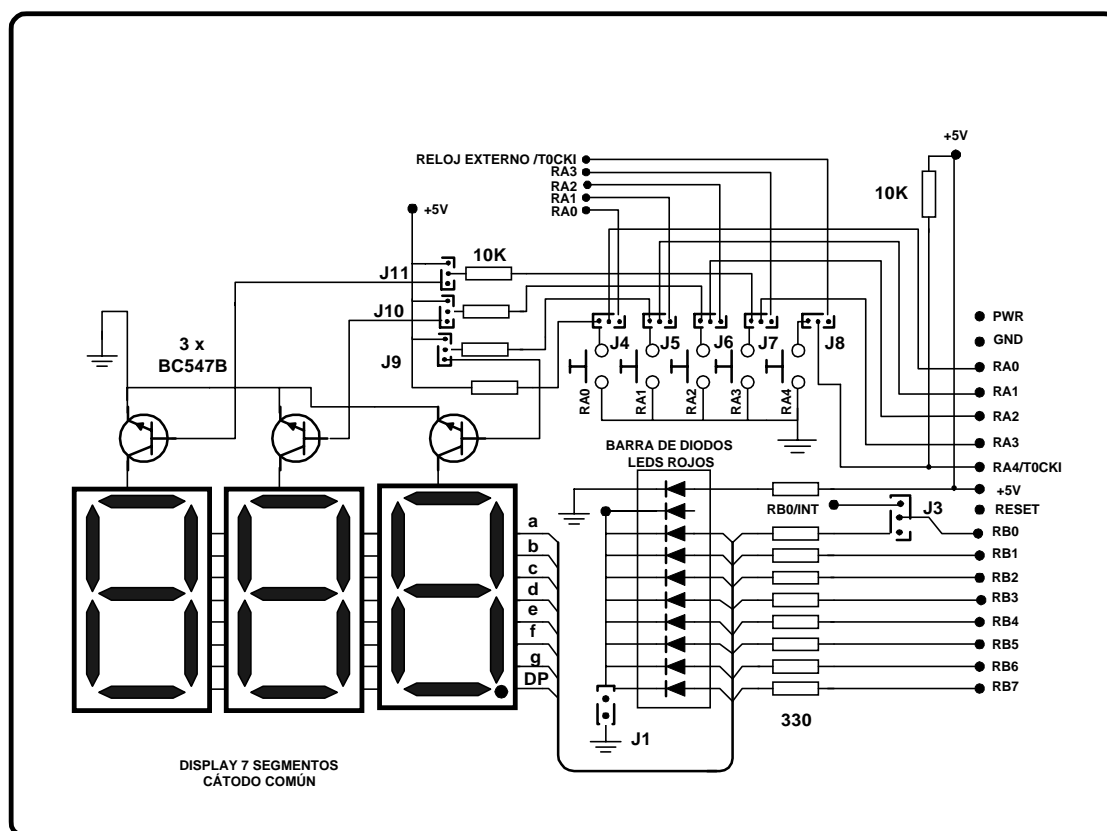 +5V
RELOJ EXTERNO /T0CKI
RA3
RA2
RA1
RA0
10K
+5V
10K
J11
J10
J9
J4
J5
J6
J7
J8
3 x
BC547B
RA0
RA1
RA2
RA3
RA4
PWR
GND
RA0
RA1
RA2
RA3
RA4/T0CKI
+5V
RESET
RB0
RB1
RB2
RB3
RB4
RB5
RB6
RB7
BARRA DE DIODOS
LEDS ROJOS
RB0/INT
J3
a
b
c
d
e
f
g
DP
330
J1
DISPLAY 7 SEGMENTOS
CÁTODO COMÚN